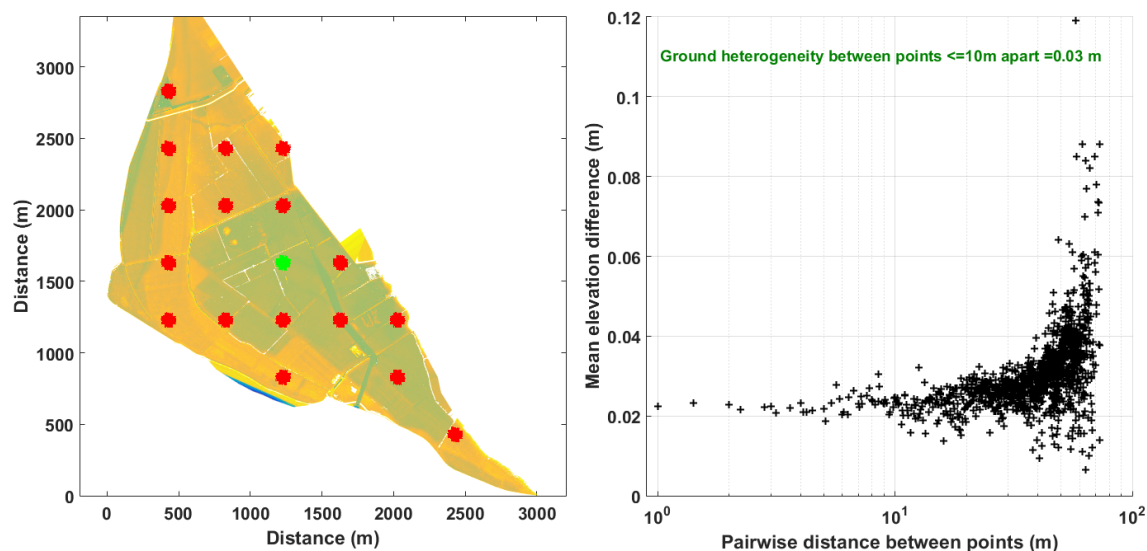 3000
2500
2000
1500
1000
500
0
Distance (m)
0 500 1000 1500 2000 2500 3000
Distance (m)
0.12
0.1
0.08
0.06
0.04
0.02
0
Mean elevation difference (m)
Ground heterogeneity between points <=10m apart =0.03 m
10^0 10^1 10^2
Pairwise distance between points (m)